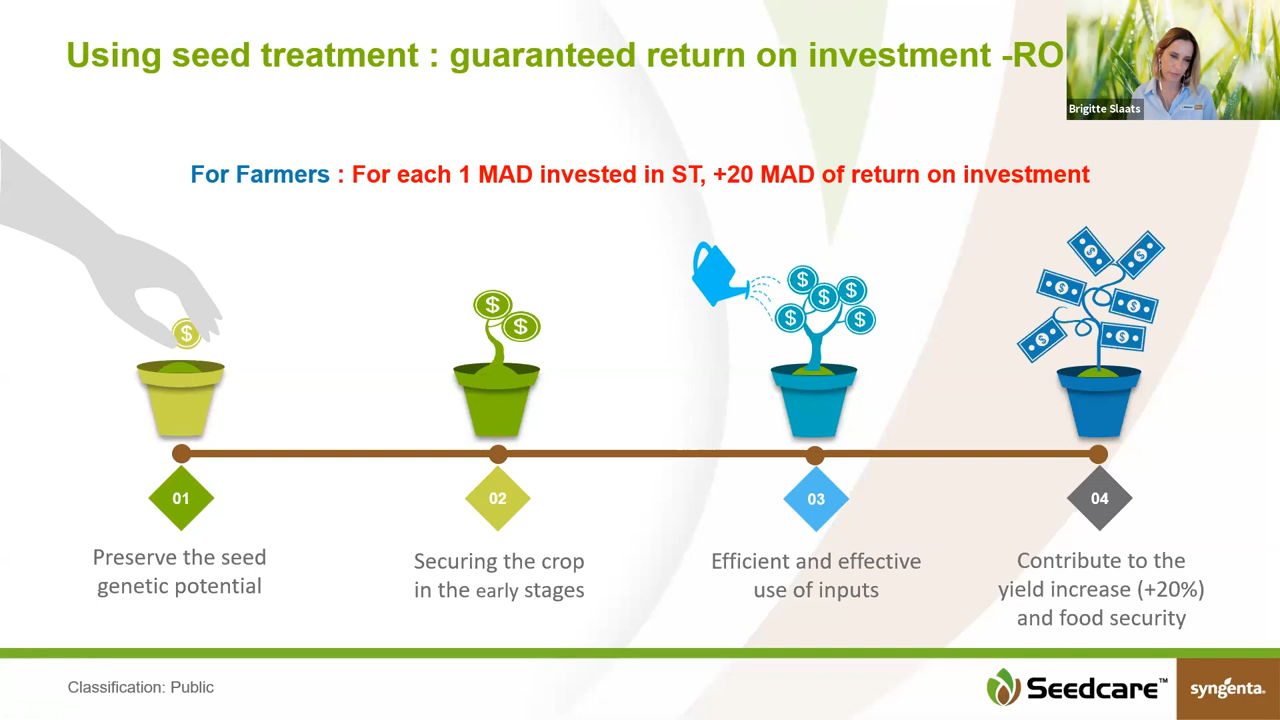 Using seed treatment : guaranteed return on investment -RO
Brigitte Slaats
For Farmers : For each 1 MAD invested in ST, +20 MAD of return on investment
$
$
$
$
$
$
$
$
$
$
$
$
$
$
01
02
03
04
Preserve the seed
genetic potential
Securing the crop
in the early stages
Efficient and effective
use of inputs
Contribute to the
yield increase (+20%)
and food security
Classification: Public
Seedcare™
syngenta®